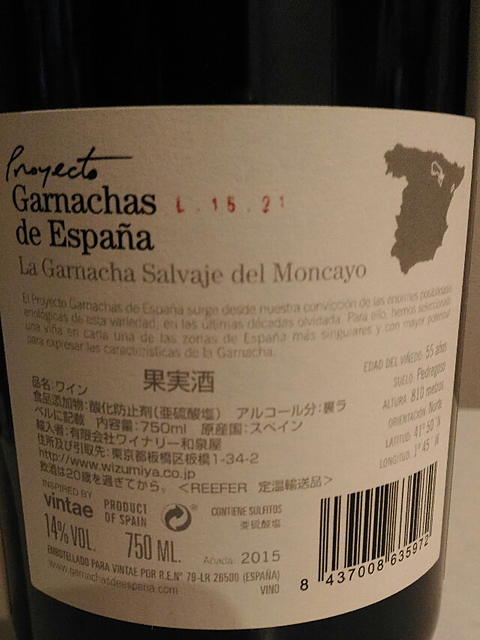 Proyecto
Garnachas L . 15 . 21
de España
La Garnacha Salvaje del Moncayo
El Proyecto Garnachas de España surge desde nuestra convicción de las enormes posibilidades
enológicas de esta variedad, en las últimas décadas olvidada. Para ello, hemos seleccionado
una viña en cada una de las zonas de España más singulares y con mayor potencial
para expresar las características de la Garnacha.
果実酒
品名:ワイン
食品添加物:酸化防止剤(亜硫酸塩) アルコール分:裏ラ
ベルに記載 内容量:750ml 原産国:スペイン
輸入者:有限会社ワイナリー和泉屋
住所及び引取先:東京都板橋区板橋1-34-2
http://www.wizumiya.co.jp
飲酒は20歳を過ぎてから。 <REEFER 定温輸送品>
EDAD DEL VIÑEDO: 55 años
SUELO: Pedregoso
ALTURA: 810 metros
ORIENTACIÓN: Norte
LATITUD: 41º 50' N
LONGITUD: 1º 45' W
INSPIRED BY
vintae
PRODUCT
OF SPAIN
CONTIENE SULFITOS
亜硫酸塩
14% VOL. 750 ML.
Añada: 2015
EMBOTELLADO PARA VINTAE POR R.E.Nº 79-LR 26500 (ESPAÑA)
www.garnachasdeespana.com VINO
8 437008 635972